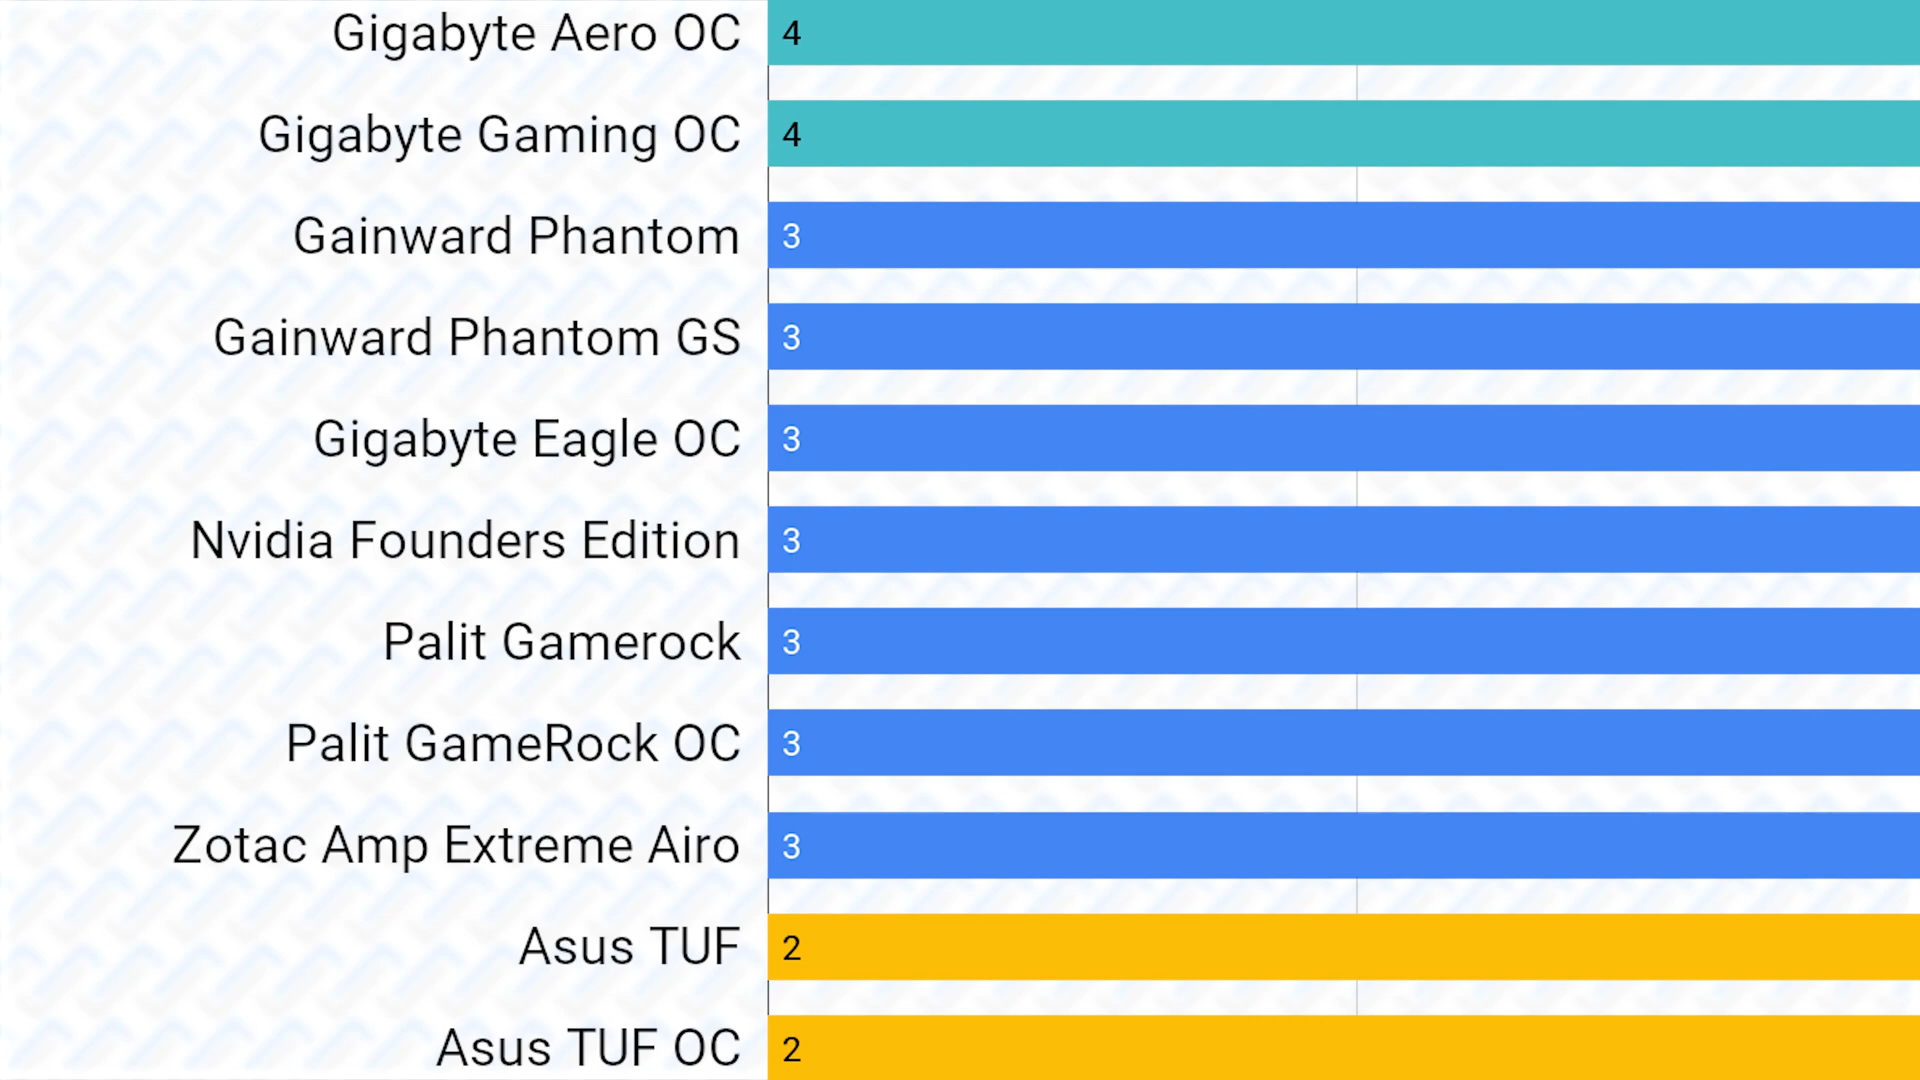 Gigabyte Aero OC 4
Gigabyte Gaming OC 4
Gainward Phantom 3
Gainward Phantom GS 3
Gigabyte Eagle OC 3
Nvidia Founders Edition 3
Palit Gamerock 3
Palit GameRock OC 3
Zotac Amp Extreme Airo 3
Asus TUF 2
Asus TUF OC 2